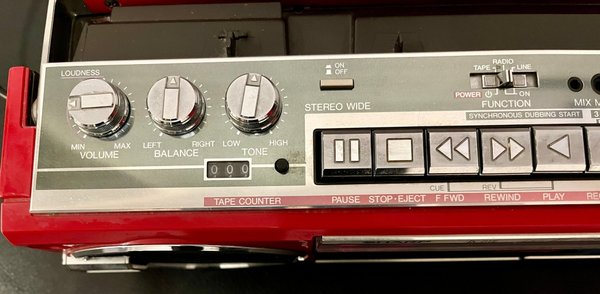 LOUDNESS
MIN MAX
VOLUME
LEFT RIGHT
BALANCE
LOW HIGH
TONE
000
TAPE COUNTER
ON
OFF
STEREO WIDE
RADIO
TAPE LINE
POWER ON
FUNCTION
MIX
SYNCHRONOUS DUBBING START
CUE REV
PAUSE STOP·EJECT F FWD REWIND PLAY